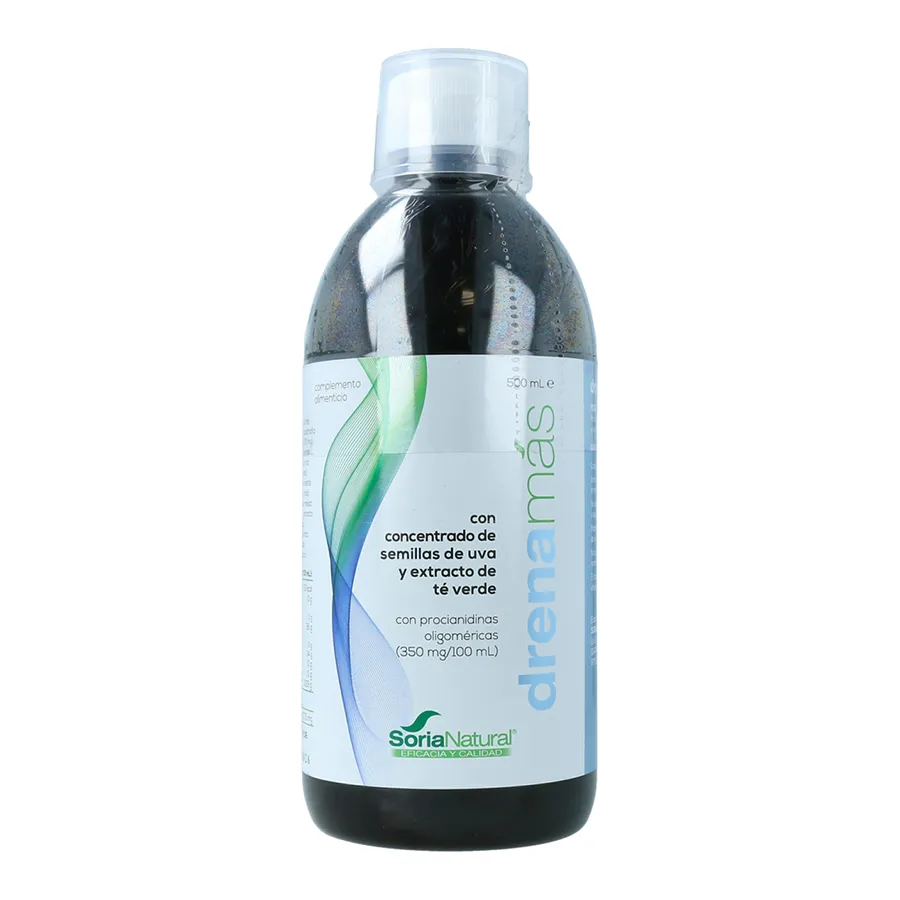 complemento
alimenticio
500 mL e
drenamás
con
concentrado de
semillas de uva
y extracto de
té verde
con procianidinas
oligoméricas
(350 mg/100 mL)
SoriaNatural®
EFICACIA Y CALIDAD